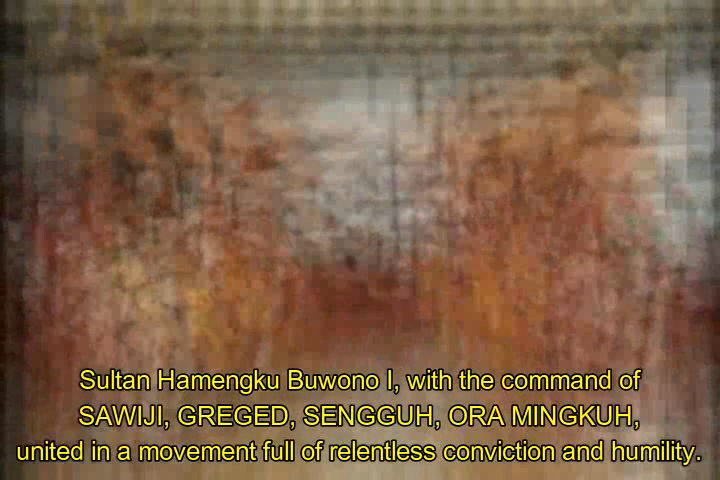 Sultan Hamengku Buwono I, with the command of
SAWIJI, GREGED, SENGGUH, ORA MINGKUH,
united in a movement full of relentless conviction and humility.